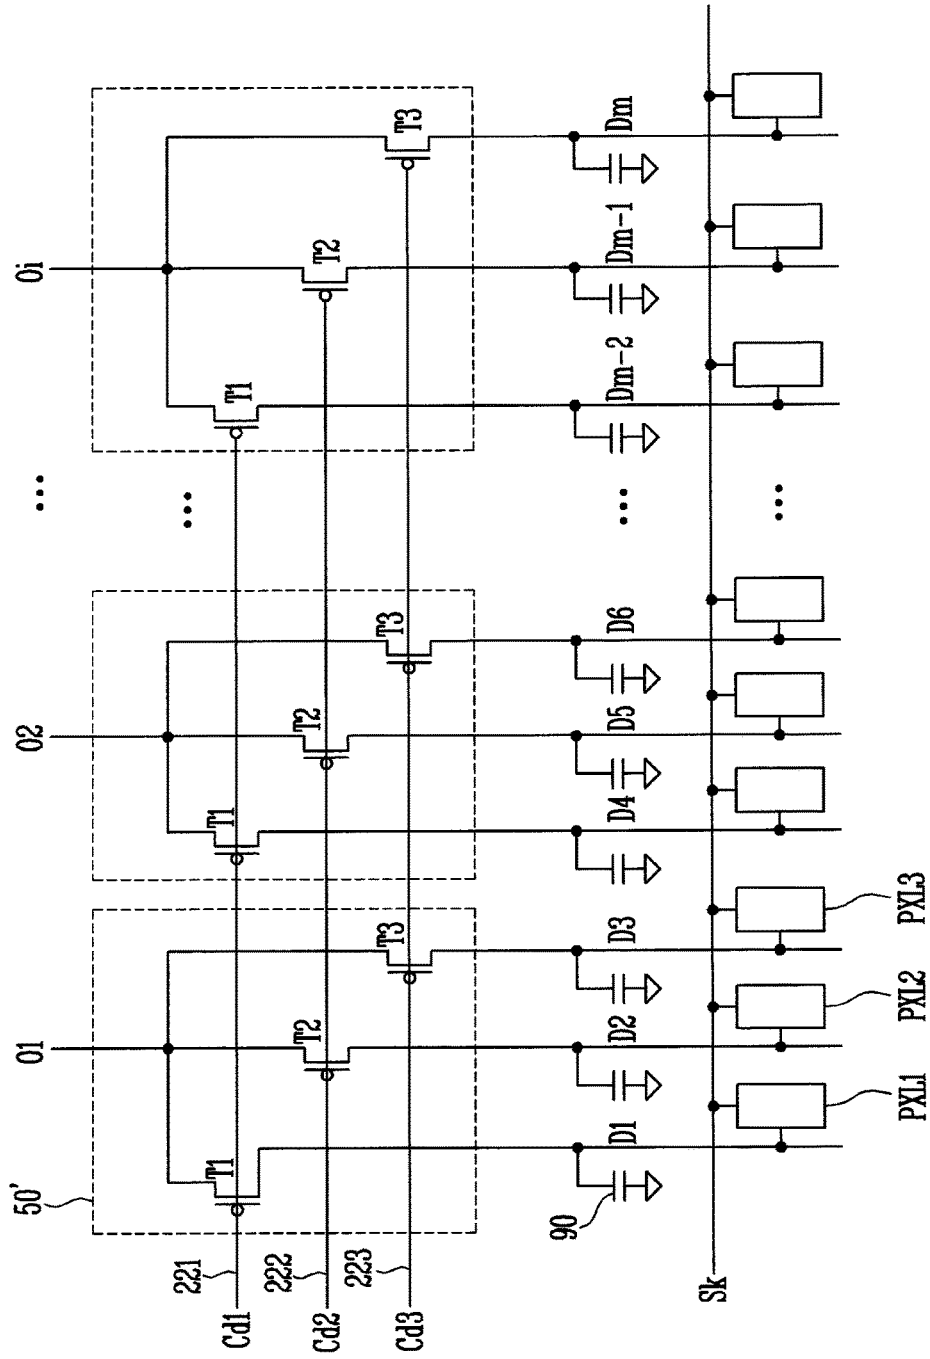 50'
O1
O2
...
Oi
T1
T2
T3
T1
T2
T3
...
T1
T2
T3
221
222
223
Cd1
Cd2
Cd3
90
D1
D2
D3
D4
D5
D6
...
Dm-2
Dm-1
Dm
Sk
...
PXL1
PXL2
PXL3